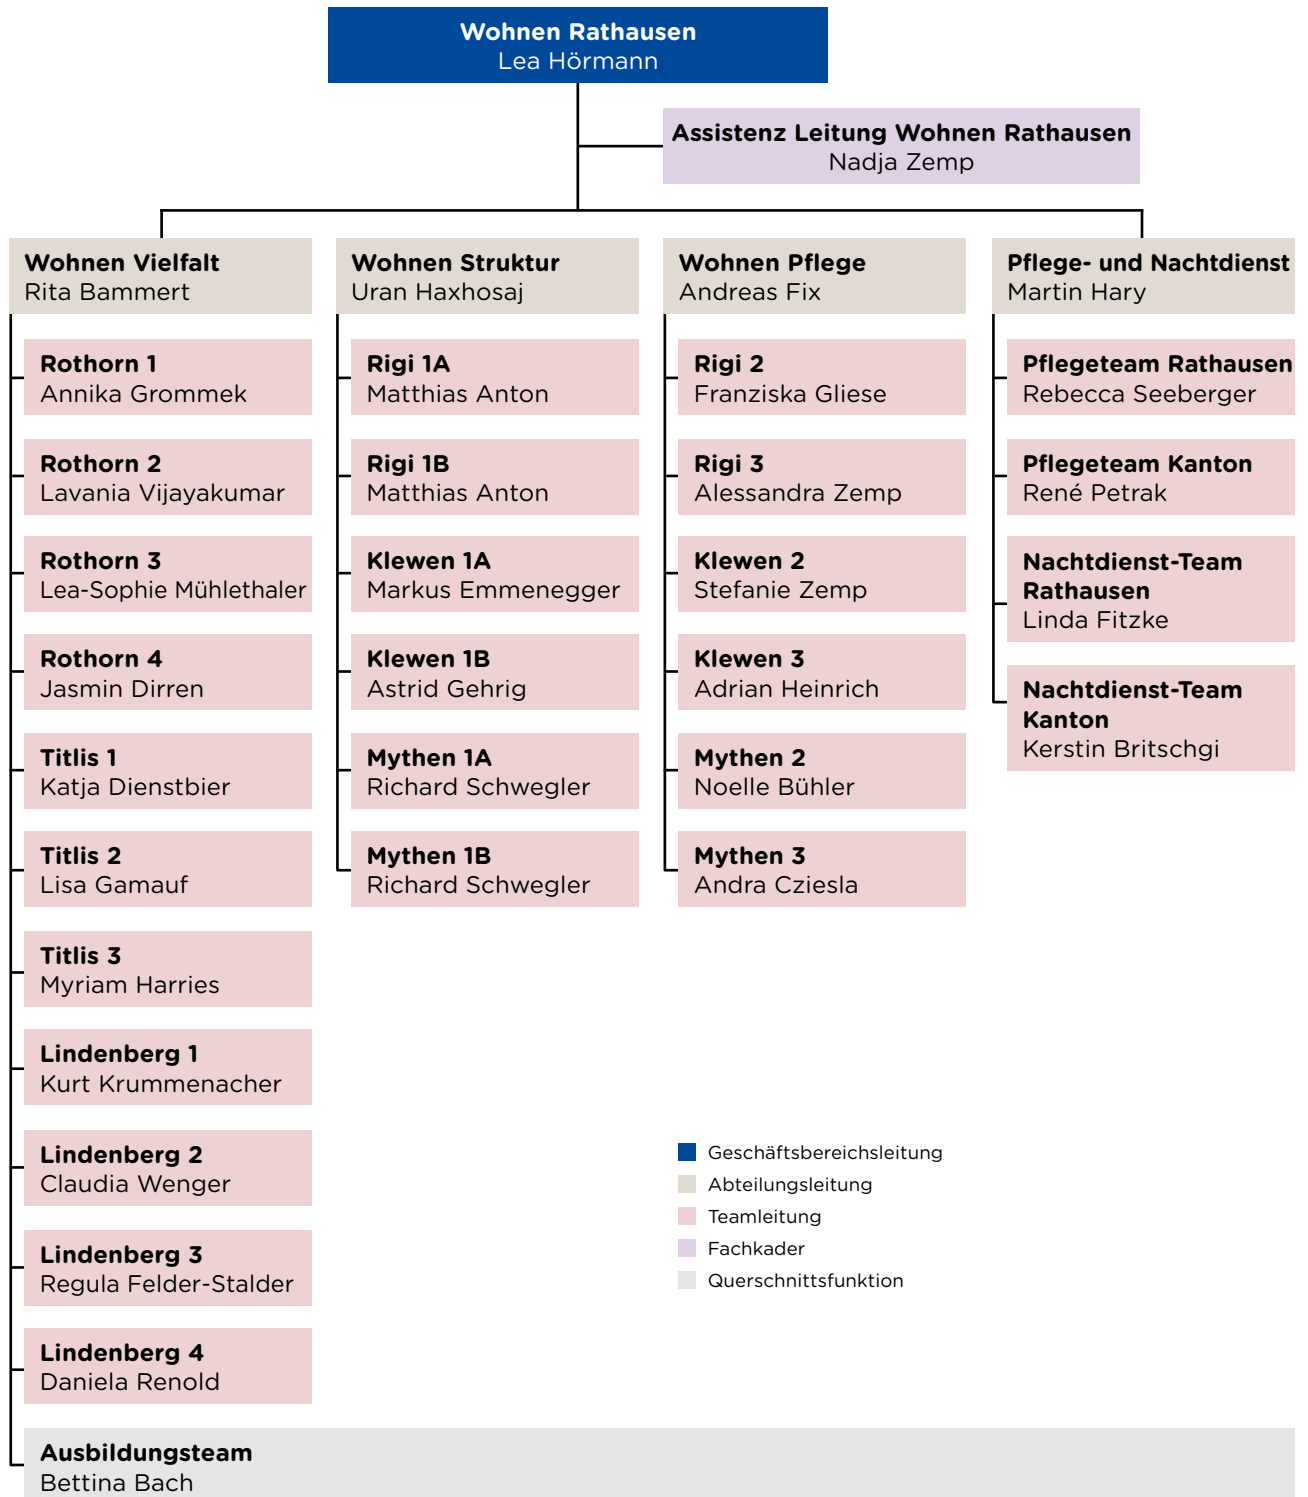 Wohnen Rathausen
Lea Hörmann
Assistenz Leitung Wohnen Rathausen
Nadja Zemp
Wohnen Vielfalt
Rita Bammert
Rothorn 1
Annika Grommek
Rothorn 2
Lavania Vijayakumar
Rothorn 3
Lea-Sophie Mühlethaler
Rothorn 4
Jasmin Dirren
Titlis 1
Katja Dienstbier
Titlis 2
Lisa Gamauf
Titlis 3
Myriam Harries
Lindenberg 1
Kurt Krummenacher
Lindenberg 2
Claudia Wenger
Lindenberg 3
Regula Felder-Stalder
Lindenberg 4
Daniela Renold
Ausbildungsteam
Bettina Bach
Wohnen Struktur
Uran Haxhosaj
Rigi 1A
Matthias Anton
Rigi 1B
Matthias Anton
Klewen 1A
Markus Emmenegger
Klewen 1B
Astrid Gehrig
Mythen 1A
Richard Schwegler
Mythen 1B
Richard Schwegler
Wohnen Pflege
Andreas Fix
Rigi 2
Franziska Gliese
Rigi 3
Alessandra Zemp
Klewen 2
Stefanie Zemp
Klewen 3
Adrian Heinrich
Mythen 2
Noelle Bühler
Mythen 3
Andra Cziesla
Pflege- und Nachtdienst
Martin Hary
Pflegeteam Rathausen
Rebecca Seeberger
Pflegeteam Kanton
René Petrak
Nachtdienst-Team
Rathausen
Linda Fitzke
Nachtdienst-Team
Kanton
Kerstin Britschgi
Geschäftsbereichsleitung
Abteilungsleitung
Teamleitung
Fachkader
Querschnittsfunktion